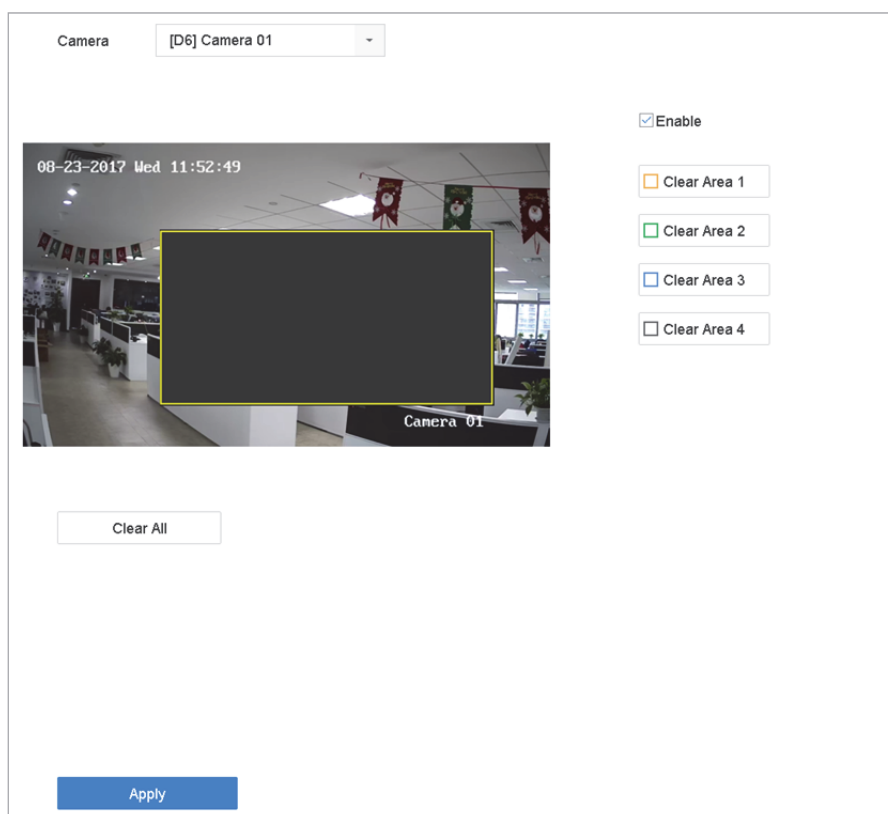 Camera
[D6] Camera 01
Enable
08-23-2017 Wed 11:52:49
Clear Area 1
Clear Area 2
Clear Area 3
Clear Area 4
Camera 01
Clear All
Apply